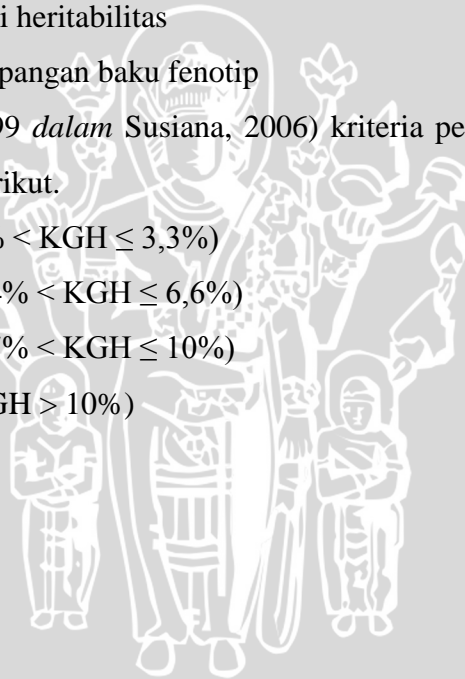 i heritabilitas
pangan baku fenotip
99 dalam Susiana, 2006) kriteria pe
rikut.
% < KGH ≤ 3,3%)
% < KGH ≤ 6,6%)
% < KGH ≤ 10%)
GH > 10%)